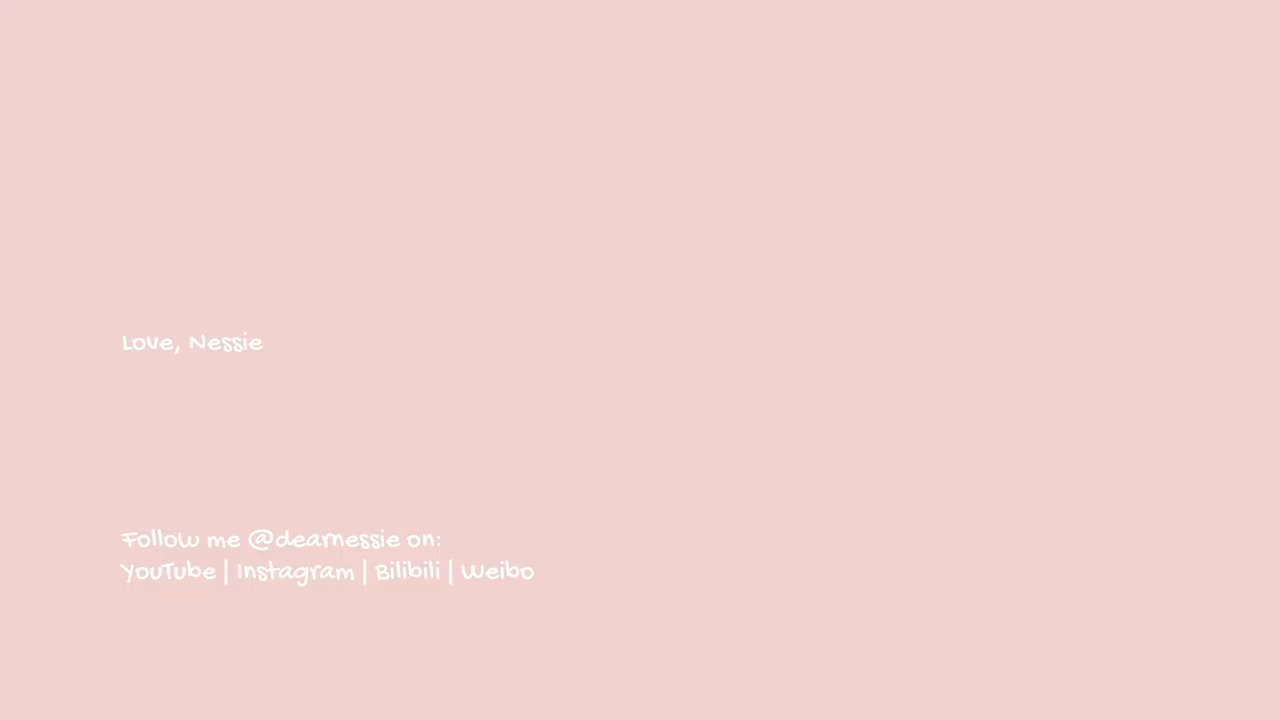 Love, Nessie
Follow me @dearnessie on:
YouTube | Instagram | Bilibili | Weibo